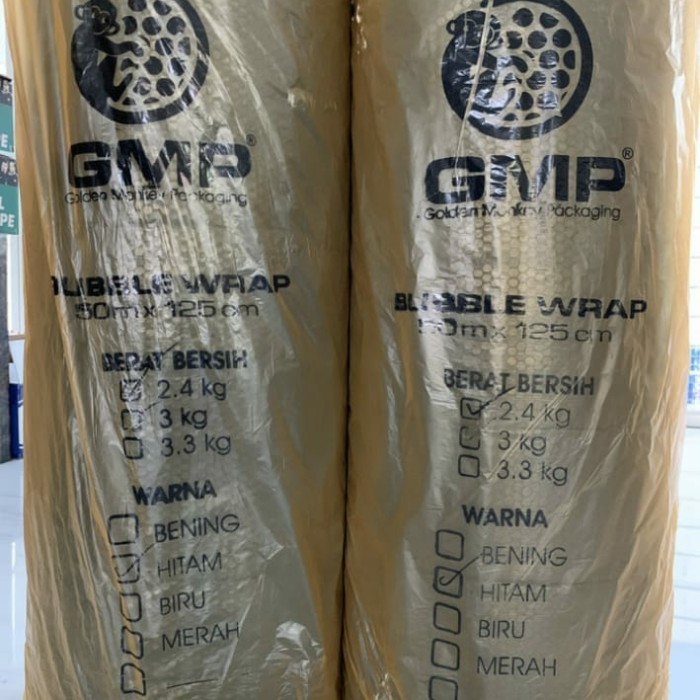 GMP®
Golden Monkey Packaging
BUBBLE WRAP
50m x 125 cm
BERAT BERSIH
2.4 kg
3 kg
3.3 kg
WARNA
BENING
HITAM
BIRU
MERAH
GMP®
Golden Monkey Packaging
BUBBLE WRAP
50m x 125 cm
BERAT BERSIH
2.4 kg
3 kg
3.3 kg
WARNA
BENING
HITAM
BIRU
MERAH